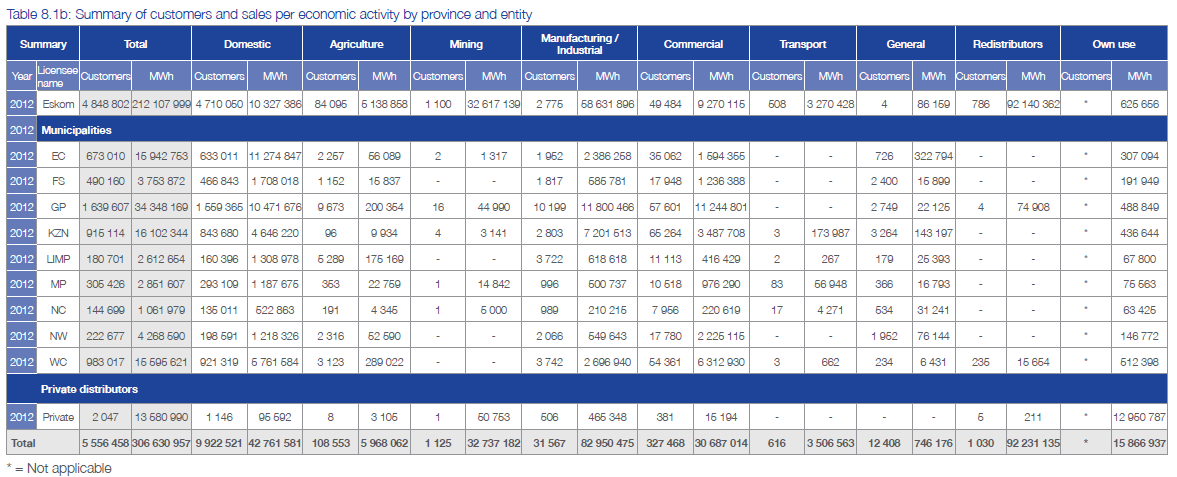 Table 8.1b: Summary of customers and sales per economic activity by province and entity
Summary Total Domestic Agriculture Mining Manufacturing / Industrial Commercial Transport General Redistributors Own use
Year Licensee name Customers MWh Customers MWh Customers MWh Customers MWh Customers MWh Customers MWh Customers MWh Customers MWh Customers MWh Customers MWh
2012 Eskom 4 848 802 212 107 999 4 710 050 10 327 386 84 095 5 138 858 1 100 32 617 139 2 775 58 631 896 49 484 9 270 115 508 3 270 428 4 86 159 786 92 140 362 * 625 656
2012 Municipalities
2012 EC 673 010 15 942 753 633 011 11 274 847 2 257 56 089 2 1 317 1 952 2 386 258 35 062 1 594 355 - - 726 322 794 - - * 307 094
2012 FS 490 160 3 753 872 466 843 1 708 018 1 152 15 837 - - 1 817 585 781 17 948 1 236 388 - - 2 400 15 899 - - * 191 949
2012 GP 1 639 607 34 348 169 1 559 365 10 471 676 9 673 200 354 16 44 990 10 199 11 800 466 57 601 11 244 801 - - 2 749 22 125 4 74 908 * 488 849
2012 KZN 915 114 16 102 344 843 680 4 646 220 96 9 934 4 3 141 2 803 7 201 513 65 264 3 487 708 3 173 987 3 264 143 197 - - * 436 644
2012 LIMP 180 701 2 612 654 160 396 1 308 978 5 289 175 169 - - 3 722 618 618 11 113 416 429 2 267 179 25 393 - - * 67 800
2012 MP 305 426 2 851 607 293 109 1 187 675 353 22 759 1 14 842 996 500 737 10 518 976 290 83 56 948 366 16 793 - - * 75 563
2012 NC 144 699 1 061 979 135 011 522 863 191 4 345 1 5 000 989 210 215 7 956 220 619 17 4 271 534 31 241 - - * 63 425
2012 NW 222 677 4 268 590 198 591 1 218 326 2 316 52 590 - - 2 066 549 643 17 780 2 225 115 - - 1 952 76 144 - - * 146 772
2012 WC 983 017 15 595 621 921 319 5 761 584 3 123 289 022 - - 3 742 2 696 940 54 361 6 312 930 3 662 234 6 431 235 15 654 * 512 398
Private distributors
2012 Private 2 047 13 580 990 1 146 95 592 8 3 105 1 50 753 506 465 348 381 15 194 - - - - 5 211 * 12 950 787
Total 5 556 458 306 630 957 9 922 521 42 761 581 108 553 5 968 062 1 125 32 737 182 31 567 82 950 475 327 468 30 687 014 616 3 506 563 12 408 746 176 1 030 92 231 135 * 15 866 937
* = Not applicable